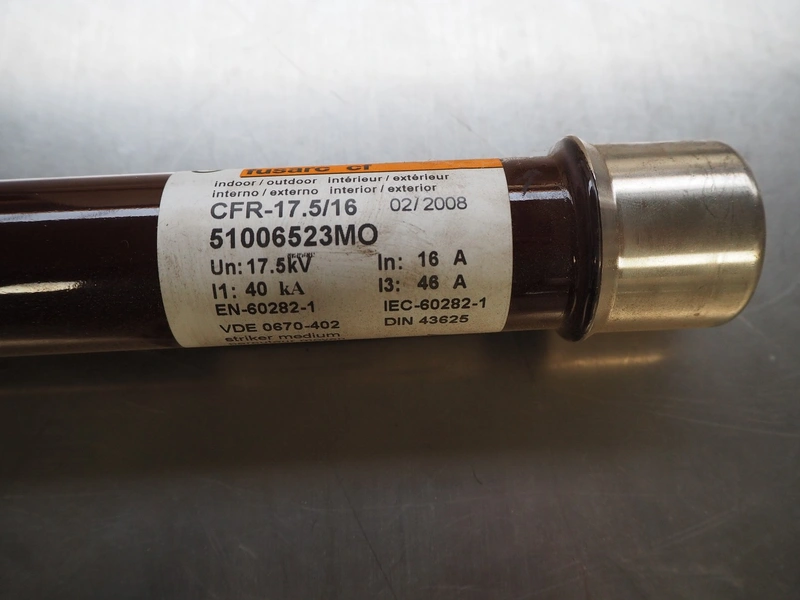 fusarc cf
indoor / outdoor intérieur / extérieur
interno / externo interior / exterior
CFR-17.5/16 02/2008
51006523MO
Un: 17.5kV In: 16 A
I1: 40 kA I3: 46 A
EN-60282-1 IEC-60282-1
VDE 0670-402 DIN 43625
striker medium